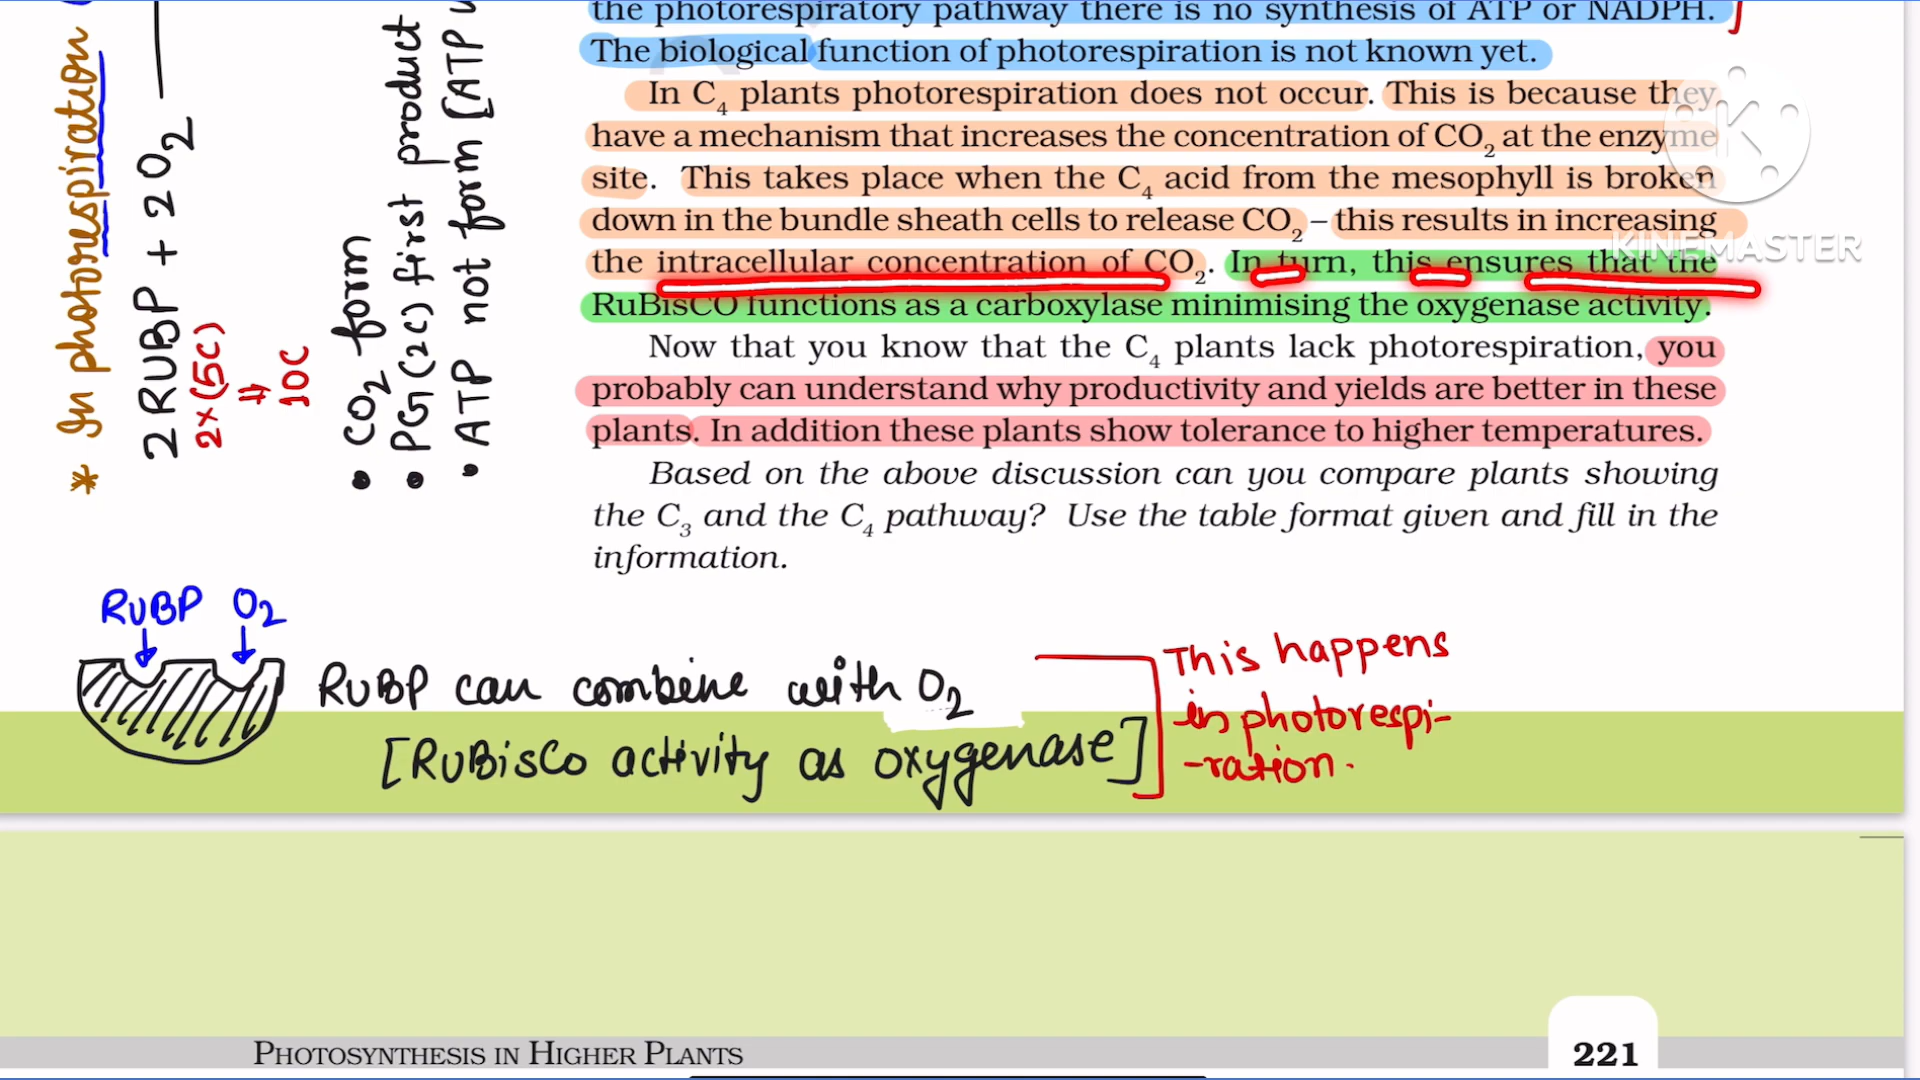 * In photorespiration
2 RUBP + 2O2
2×(5C)
⇓
10C
• CO2 form
• PG(2C) first product
• ATP not form [ATP
the photorespiratory pathway there is no synthesis of ATP or NADPH.
The biological function of photorespiration is not known yet.
In C4 plants photorespiration does not occur. This is because they
have a mechanism that increases the concentration of CO2 at the enzyme
site. This takes place when the C4 acid from the mesophyll is broken
down in the bundle sheath cells to release CO2 – this results in increasing
the intracellular concentration of CO2. In turn, this ensures that the
RuBisCO functions as a carboxylase minimising the oxygenase activity.
Now that you know that the C4 plants lack photorespiration, you
probably can understand why productivity and yields are better in these
plants. In addition these plants show tolerance to higher temperatures.
Based on the above discussion can you compare plants showing
the C3 and the C4 pathway? Use the table format given and fill in the
information.
KINEMASTER
RUBP O2
RUBP can combine with O2
[RuBisCo activity as oxygenase]
This happens
in photorespi-
-ration.
PHOTOSYNTHESIS IN HIGHER PLANTS
221